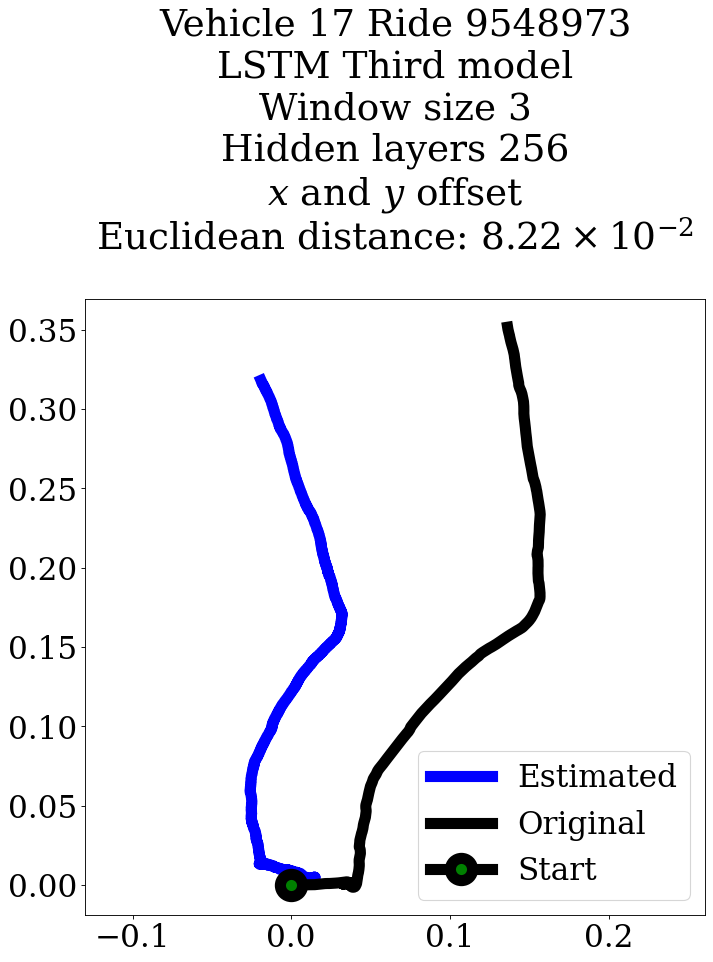 Vehicle 17 Ride 9548973
LSTM Third model
Window size 3
Hidden layers 256
x and y offset
Euclidean distance: 8.22 × 10⁻²
0.35
0.30
0.25
0.20
0.15
0.10
0.05
0.00
Estimated
Original
Start
−0.1 0.0 0.1 0.2